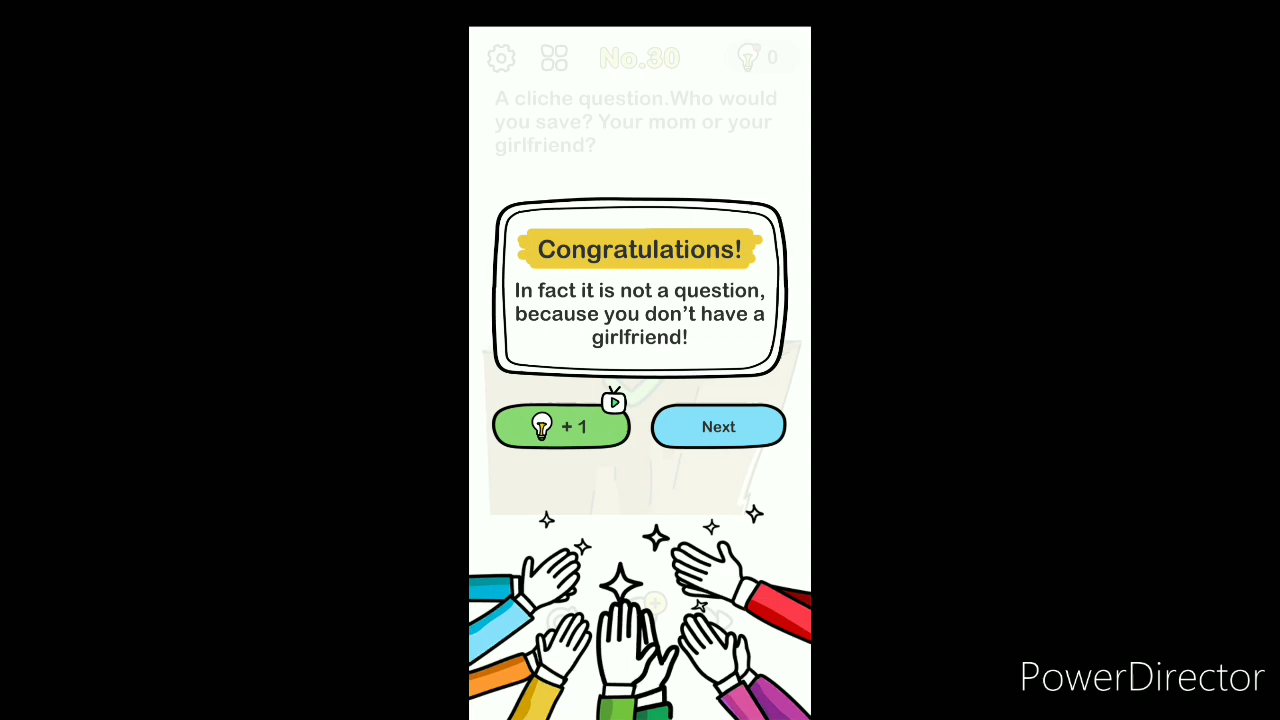 No.30
0
A cliche question.Who would
you save? Your mom or your
girlfriend?
Congratulations!
In fact it is not a question,
because you don’t have a
girlfriend!
+ 1
Next
PowerDirector